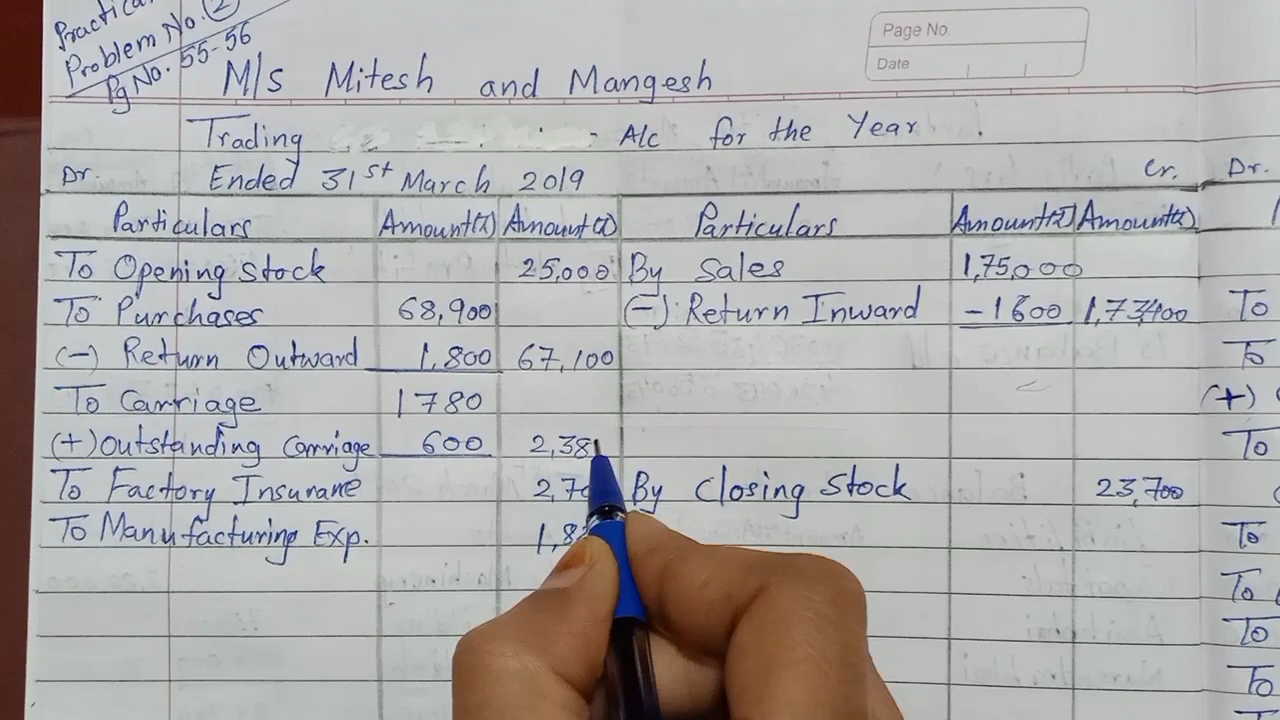 Practical
Problem No. 2
Pg No. 55-56
Page No.
Date
M/s Mitesh and Mangesh
Trading A/c for the Year
Dr. Ended 31st March 2019 Cr. Dr.
Particulars Amount(₹) Amount(₹) Particulars Amount(₹) Amount(₹)
To Opening Stock 25,000 By Sales 1,75,000
To Purchases 68,900 (-) Return Inward -1600 1,73,400 To
(-) Return Outward 1,800 67,100 To
To Carriage 1780 (+)
(+) Outstanding Carriage 600 2,38 To
To Factory Insurane 2,7 By Closing Stock 23,700
To Manufacturing Exp. 1,8 To
To
To
To